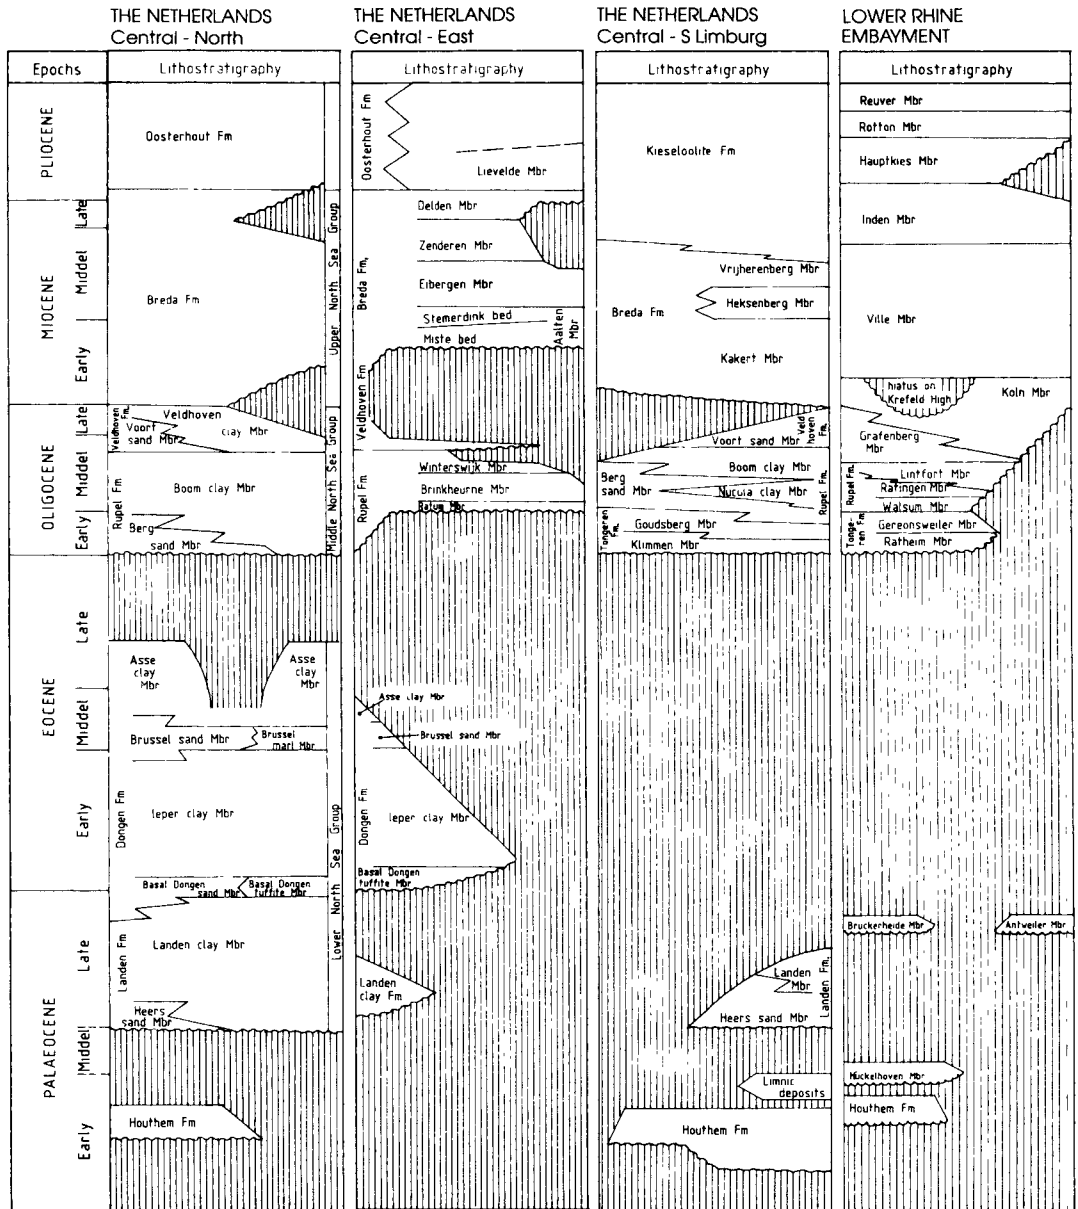 THE NETHERLANDS
Central - North
THE NETHERLANDS
Central - East
THE NETHERLANDS
Central - S Limburg
LOWER RHINE
EMBAYMENT
Epochs
Lithostratigraphy
Lithostratigraphy
Lithostratigraphy
Lithostratigraphy
PLIOCENE
MIOCENE
Late
Middel
Early
OLIGOCENE
Late
Middel
Early
EOCENE
Late
Middel
Early
PALAEOCENE
Late
Middel
Early
Oosterhout Fm
Breda Fm
Upper North Sea Group
Veldhoven Fm.
Veldhoven
clay Mbr
Voort
sand Mbr
Rupel Fm
Boom clay Mbr
Berg
sand Mbr
Middle North Sea Group
Asse
clay
Mbr
Asse
clay
Mbr
Brussel sand Mbr
Brussel
marl Mbr
Dongen Fm
Ieper clay Mbr
Basal Dongen
sand Mbr
Basal Dongen
tuffite Mbr
Lower North Sea Group
Landen Fm
Landen clay Mbr
Heers
sand Mbr
Houthem Fm
Oosterhout Fm
Lievelde Mbr
Delden Mbr
Zenderen Mbr
Breda Fm.
Eibergen Mbr
Stemerdink bed
Miste bed
Aalten
Mbr
Veldhoven Fm
Winterswijk Mbr
Rupel Fm
Brinkheurne Mbr
Ratum Mbr
Asse clay Mbr
Brussel sand Mbr
Dongen Fm
Ieper clay Mbr
Basal Dongen
tuffite Mbr
Landen
clay Fm
Kieseloolite Fm
Vrijherenberg Mbr
Heksenberg Mbr
Breda Fm
Kakert Mbr
Veld
hoven
Fm.
Voort sand Mbr
Boom clay Mbr
Berg
sand Mbr
Nucula clay Mbr
Rupel Fm.
Tongeren
Fm.
Goudsberg Mbr
Klimmen Mbr
Landen
Mbr
Landen Fm.
Heers sand Mbr
Limnic
deposits
Houthem Fm
Reuver Mbr
Rotton Mbr
Hauptkies Mbr
Inden Mbr
Ville Mbr
hiatus on
Krefeld High
Koln Mbr
Grafenberg Mbr
Rupel Fm.
Lintfort Mbr
Ratingen Mbr
Walsum Mbr
Tonge-
ren Fm.
Gereonsweiler Mbr
Ratheim Mbr
Bruckerheide Mbr
Antweiler Mbr
Huckelhoven Mbr
Houthem Fm